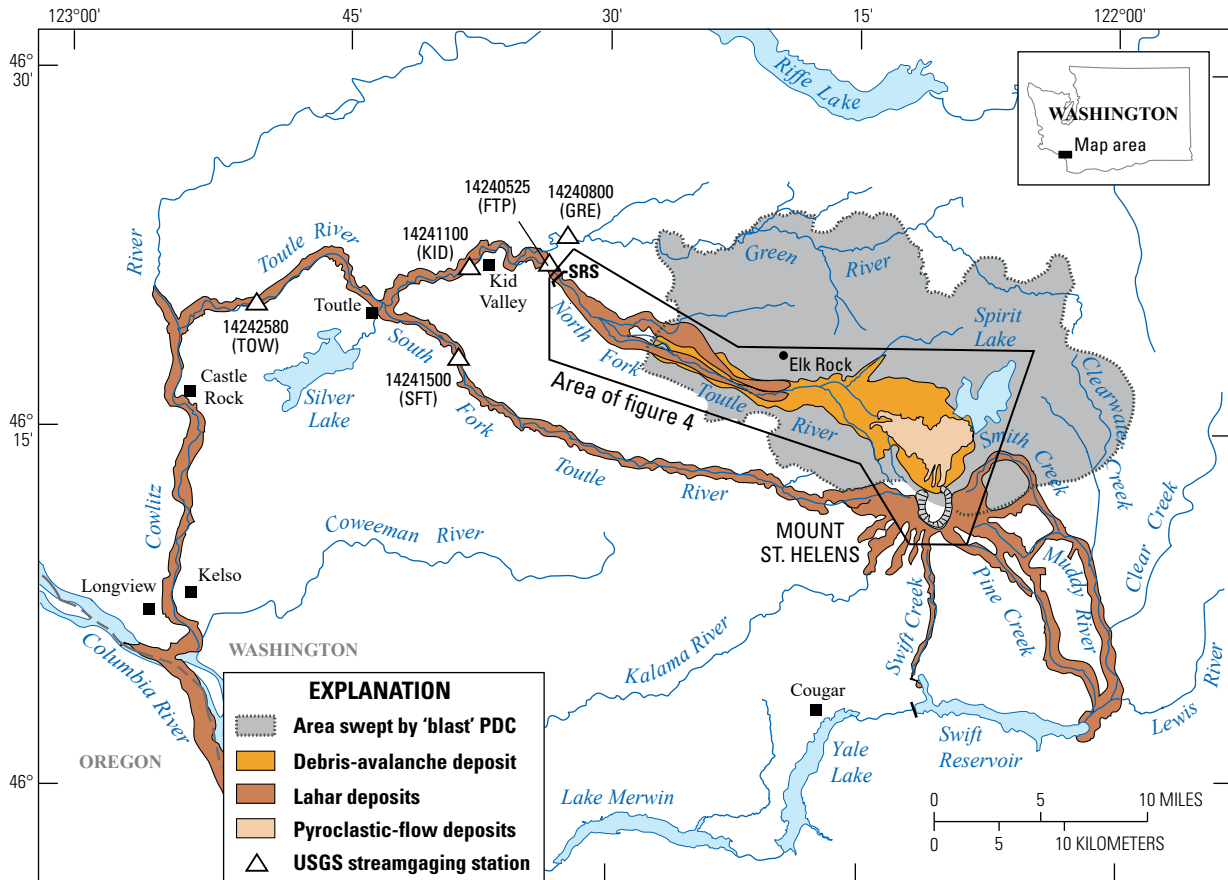 123°00'
45'
30'
15'
122°00'
46°
30'
46°
15'
46°
Riffe Lake
WASHINGTON
Map area
14240525
(FTP)
14240800
(GRE)
14241100
(KID)
River
Toutle River
Kid
Valley
SRS
Green
River
Toutle
14242580
(TOW)
South
14241500
(SFT)
Fork
Toutle
River
North
Fork
Toutle
River
Spirit
Lake
Elk Rock
Area of figure 4
Castle
Rock
Silver
Lake
Clearwater
Creek
Smith Creek
Cowlitz
Coweeman River
MOUNT
ST. HELENS
Clear Creek
Muddy River
Pine Creek
Swift Creek
Longview
Kelso
Kalama River
WASHINGTON
Columbia River
OREGON
Cougar
Yale
Lake
Swift
Reservoir
Lewis
River
Lake Merwin
EXPLANATION
Area swept by ‘blast’ PDC
Debris-avalanche deposit
Lahar deposits
Pyroclastic-flow deposits
USGS streamgaging station
0 5 10 MILES
0 5 10 KILOMETERS